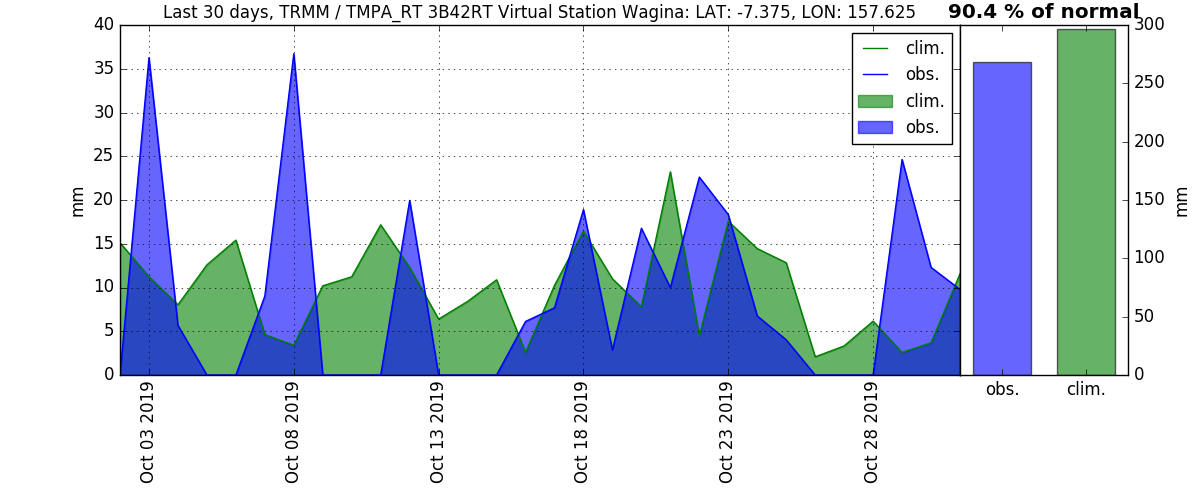 Last 30 days, TRMM / TMPA_RT 3B42RT Virtual Station Wagina: LAT: -7.375, LON: 157.625
90.4 % of normal
40
35
30
25
20
15
10
5
0
mm
clim.
obs.
clim.
obs.
300
250
200
150
100
50
0
mm
obs.
clim.
Oct 03 2019
Oct 08 2019
Oct 13 2019
Oct 18 2019
Oct 23 2019
Oct 28 2019